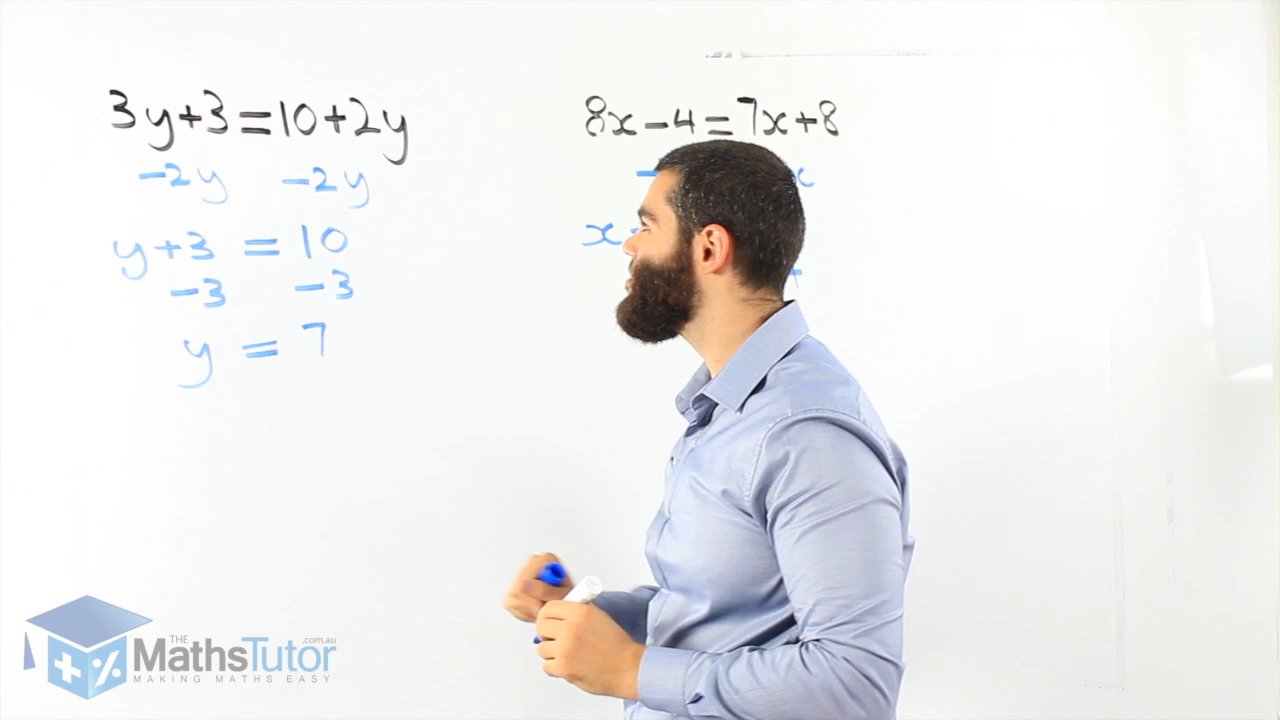 3y+3=10+2y
-2y -2y
y+3 = 10
-3 -3
y = 7
8x-4=7x+8
x
THE
MathsTutor.com.au
MAKING MATHS EASY